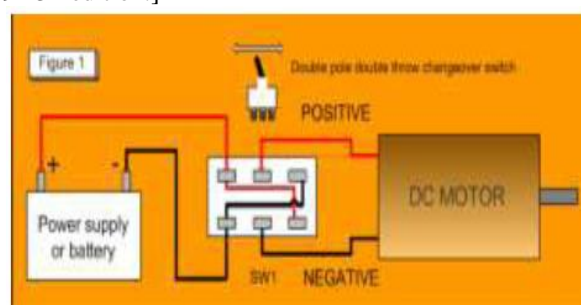 Figure 1
Double pole double throw changeover switch
POSITIVE
+ -
DC MOTOR
Power supply
or battery
SW1 NEGATIVE